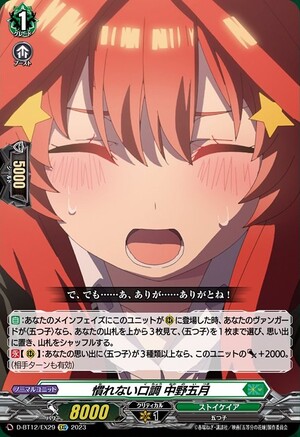 1
グレード
ブースト
5000
シールド
で、でも……あ、ありが……ありがとね！
自：あなたのメインフェイズにこのユニットがRに登場した時、あなたのヴァンガー
ドが〈五つ子〉なら、あなたの山札を上から３枚見て、〈五つ子〉を１枚まで選び、思い出
に置き、山札をシャッフルする。
永【R】：あなたの思い出に〈五つ子〉が３種類以上なら、このユニットの+2000。
（相手ターンも有効）
ノーマルユニット
慣れない口調 中野五月
パワー
8000
クリティカル
1
ストイケイア
五つ子
D-BT12/EX29
2023